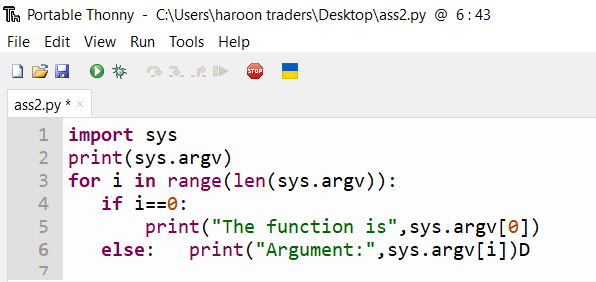 Portable Thonny - C:\Users\haroon traders\Desktop\ass2.py @ 6 : 43
File Edit View Run Tools Help
STOP
ass2.py * ×
1 import sys
2 print(sys.argv)
3 for i in range(len(sys.argv)):
4    if i==0:
5        print("The function is",sys.argv[0])
6    else:   print("Argument:",sys.argv[i])D
7